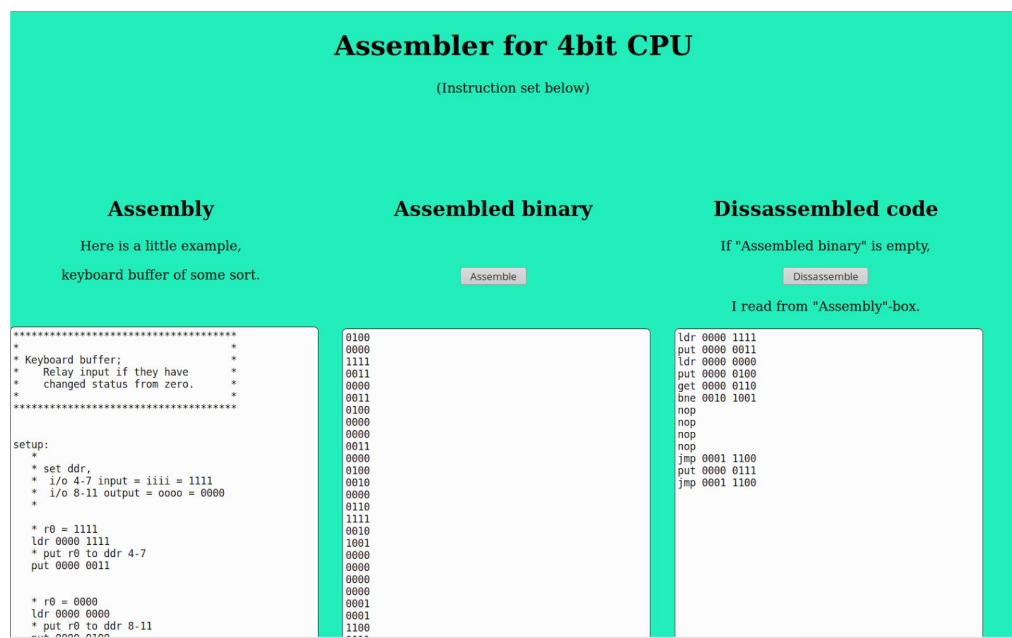 Assembler for 4bit CPU
(Instruction set below)
Assembly
Here is a little example,
keyboard buffer of some sort.
*************************************
*                                   *
* Keyboard buffer;                  *
*    Relay input if they have       *
*    changed status from zero.      *
*                                   *
*************************************
setup:
*
* set ddr,
*  i/o 4-7 input = iiii = 1111
*  i/o 8-11 output = oooo = 0000
*
* r0 = 1111
ldr 0000 1111
* put r0 to ddr 4-7
put 0000 0011
* r0 = 0000
ldr 0000 0000
* put r0 to ddr 8-11
put 0000 0100
Assembled binary
Assemble
0100
0000
1111
0011
0000
0011
0100
0000
0000
0011
0000
0100
0010
0000
0110
1111
0010
1001
0000
0000
0000
0000
0001
0001
1100
Dissassembled code
If "Assembled binary" is empty,
Dissassemble
I read from "Assembly"-box.
ldr 0000 1111
put 0000 0011
ldr 0000 0000
put 0000 0100
get 0000 0110
bne 0010 1001
nop
nop
nop
nop
jmp 0001 1100
put 0000 0111
jmp 0001 1100